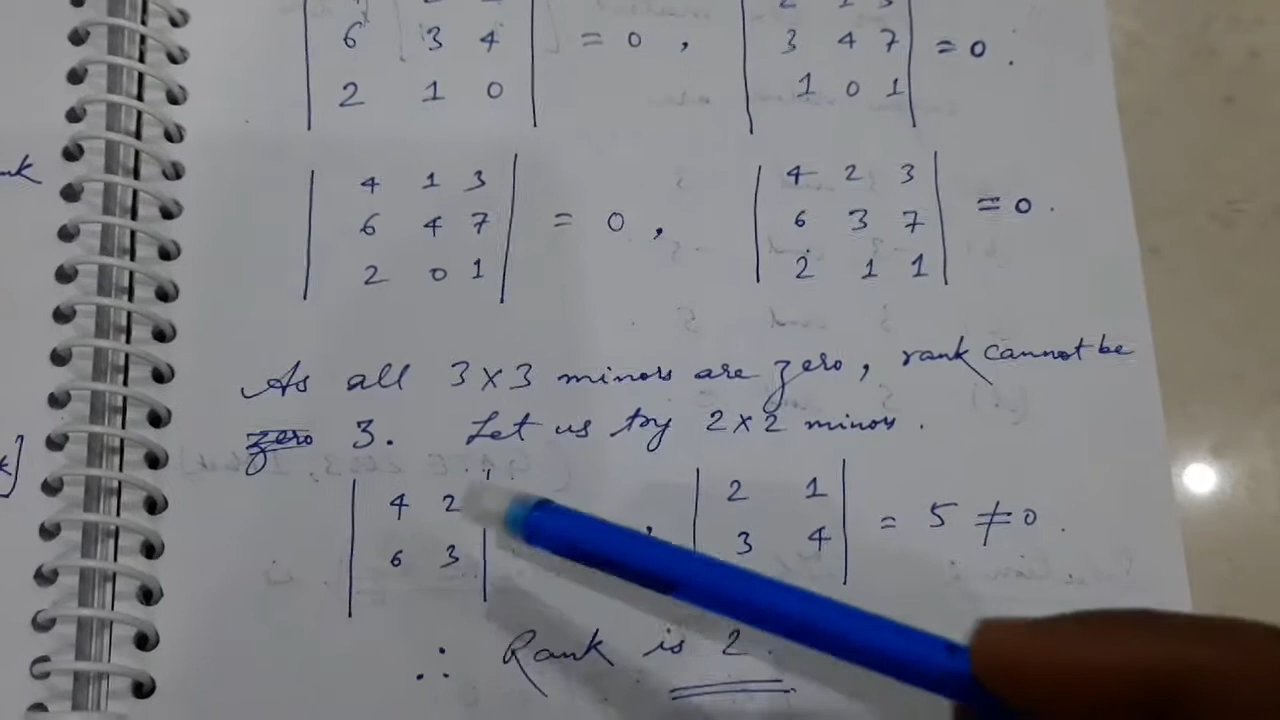 6 3 4 = 0 , 3 4 7 = 0 .
2 1 0 1 0 1
4 1 3 4 2 3
6 4 7 = 0 , 6 3 7 = 0 .
2 0 1 2 1 1
As all 3 x 3 minors are zero, rank cannot be
zero 3. Let us try 2 x 2 minors.
4 2 , 2 1 = 5 ≠ 0 .
6 3 3 4
∴ Rank is 2.